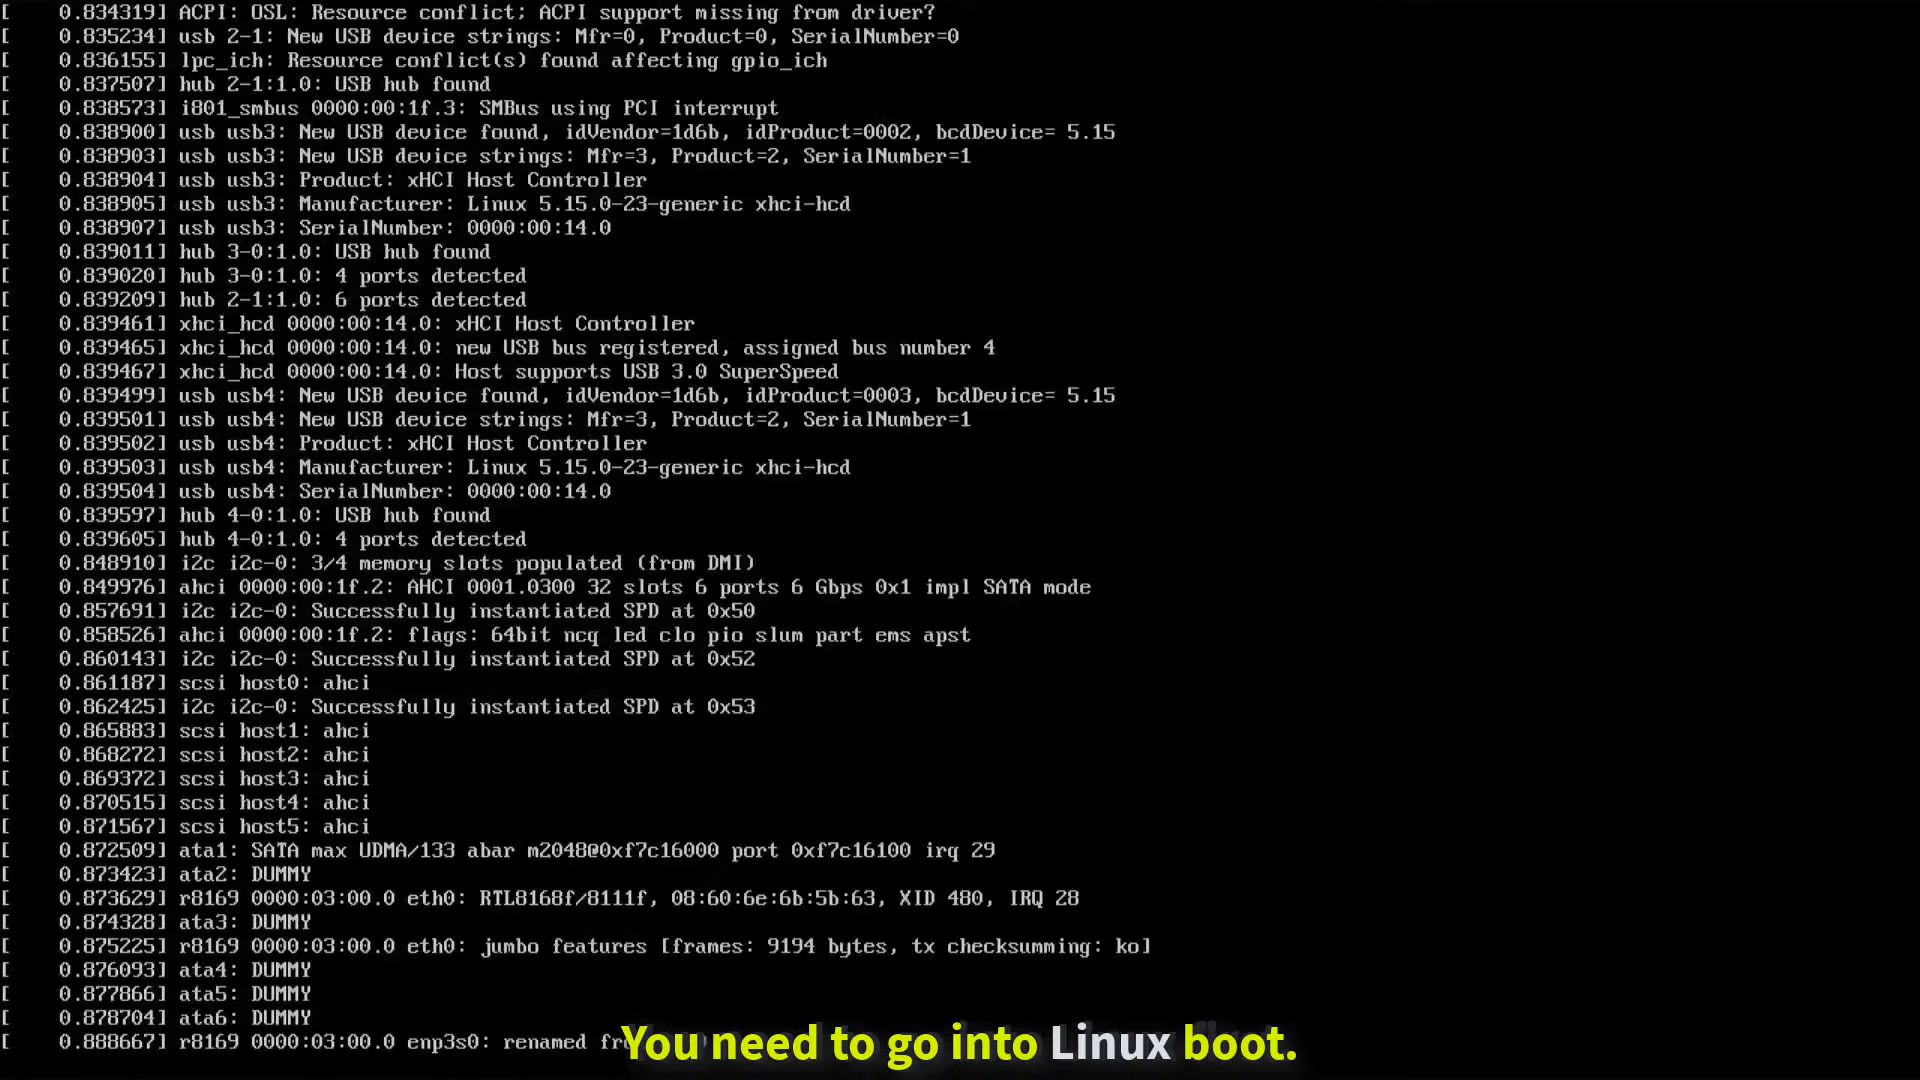 [    0.834319] ACPI: OSL: Resource conflict; ACPI support missing from driver?
[    0.835234] usb 2-1: New USB device strings: Mfr=0, Product=0, SerialNumber=0
[    0.836155] lpc_ich: Resource conflict(s) found affecting gpio_ich
[    0.837507] hub 2-1:1.0: USB hub found
[    0.838573] i801_smbus 0000:00:1f.3: SMBus using PCI interrupt
[    0.838900] usb usb3: New USB device found, idVendor=1d6b, idProduct=0002, bcdDevice= 5.15
[    0.838903] usb usb3: New USB device strings: Mfr=3, Product=2, SerialNumber=1
[    0.838904] usb usb3: Product: xHCI Host Controller
[    0.838905] usb usb3: Manufacturer: Linux 5.15.0-23-generic xhci-hcd
[    0.838907] usb usb3: SerialNumber: 0000:00:14.0
[    0.839011] hub 3-0:1.0: USB hub found
[    0.839020] hub 3-0:1.0: 4 ports detected
[    0.839209] hub 2-1:1.0: 6 ports detected
[    0.839461] xhci_hcd 0000:00:14.0: xHCI Host Controller
[    0.839465] xhci_hcd 0000:00:14.0: new USB bus registered, assigned bus number 4
[    0.839467] xhci_hcd 0000:00:14.0: Host supports USB 3.0 SuperSpeed
[    0.839499] usb usb4: New USB device found, idVendor=1d6b, idProduct=0003, bcdDevice= 5.15
[    0.839501] usb usb4: New USB device strings: Mfr=3, Product=2, SerialNumber=1
[    0.839502] usb usb4: Product: xHCI Host Controller
[    0.839503] usb usb4: Manufacturer: Linux 5.15.0-23-generic xhci-hcd
[    0.839504] usb usb4: SerialNumber: 0000:00:14.0
[    0.839597] hub 4-0:1.0: USB hub found
[    0.839605] hub 4-0:1.0: 4 ports detected
[    0.848910] i2c i2c-0: 3/4 memory slots populated (from DMI)
[    0.849976] ahci 0000:00:1f.2: AHCI 0001.0300 32 slots 6 ports 6 Gbps 0x1 impl SATA mode
[    0.857691] i2c i2c-0: Successfully instantiated SPD at 0x50
[    0.858526] ahci 0000:00:1f.2: flags: 64bit ncq led clo pio slum part ems apst
[    0.860143] i2c i2c-0: Successfully instantiated SPD at 0x52
[    0.861187] scsi host0: ahci
[    0.862425] i2c i2c-0: Successfully instantiated SPD at 0x53
[    0.865883] scsi host1: ahci
[    0.868272] scsi host2: ahci
[    0.869372] scsi host3: ahci
[    0.870515] scsi host4: ahci
[    0.871567] scsi host5: ahci
[    0.872509] ata1: SATA max UDMA/133 abar m2048@0xf7c16000 port 0xf7c16100 irq 29
[    0.873423] ata2: DUMMY
[    0.873629] r8169 0000:03:00.0 eth0: RTL8168f/8111f, 08:60:6e:6b:5b:63, XID 480, IRQ 28
[    0.874328] ata3: DUMMY
[    0.875225] r8169 0000:03:00.0 eth0: jumbo features [frames: 9194 bytes, tx checksumming: ko]
[    0.876093] ata4: DUMMY
[    0.877866] ata5: DUMMY
[    0.878704] ata6: DUMMY
[    0.888667] r8169 0000:03:00.0 enp3s0: renamed
You need to go into Linux boot.